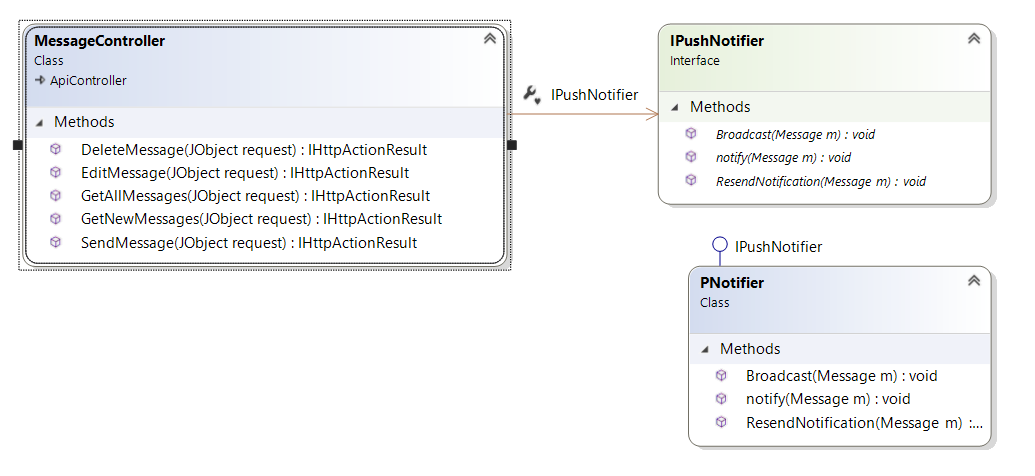 MessageController
Class
ApiController
Methods
DeleteMessage(JObject request) : IHttpActionResult
EditMessage(JObject request) : IHttpActionResult
GetAllMessages(JObject request) : IHttpActionResult
GetNewMessages(JObject request) : IHttpActionResult
SendMessage(JObject request) : IHttpActionResult
IPushNotifier
IPushNotifier
Interface
Methods
Broadcast(Message m) : void
notify(Message m) : void
ResendNotification(Message m) : void
IPushNotifier
PNotifier
Class
Methods
Broadcast(Message m) : void
notify(Message m) : void
ResendNotification(Message m) :...